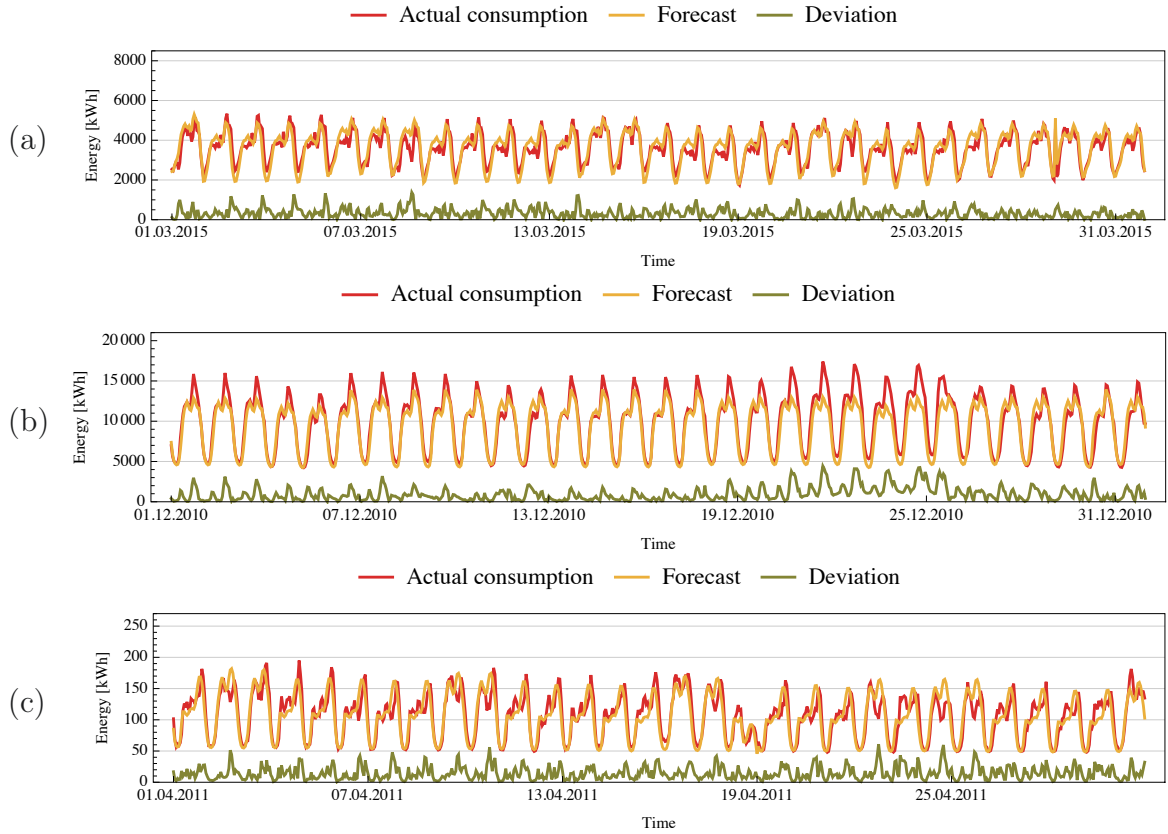 Actual consumption Forecast Deviation
(a)
Energy [kWh]
8000
6000
4000
2000
0
01.03.2015 07.03.2015 13.03.2015 19.03.2015 25.03.2015 31.03.2015
Time
Actual consumption Forecast Deviation
(b)
Energy [kWh]
20 000
15 000
10 000
5000
0
01.12.2010 07.12.2010 13.12.2010 19.12.2010 25.12.2010 31.12.2010
Time
Actual consumption Forecast Deviation
(c)
Energy [kWh]
250
200
150
100
50
0
01.04.2011 07.04.2011 13.04.2011 19.04.2011 25.04.2011
Time